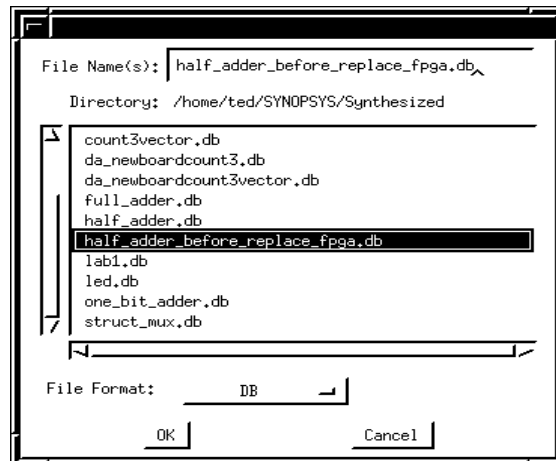 File Name(s): half_adder_before_replace_fpga.db
Directory: /home/ted/SYNOPSYS/Synthesized
count3vector.db
da_newboardcount3.db
da_newboardcount3vector.db
full_adder.db
half_adder.db
half_adder_before_replace_fpga.db
lab1.db
led.db
one_bit_adder.db
struct_mux.db
File Format: DB
OK Cancel